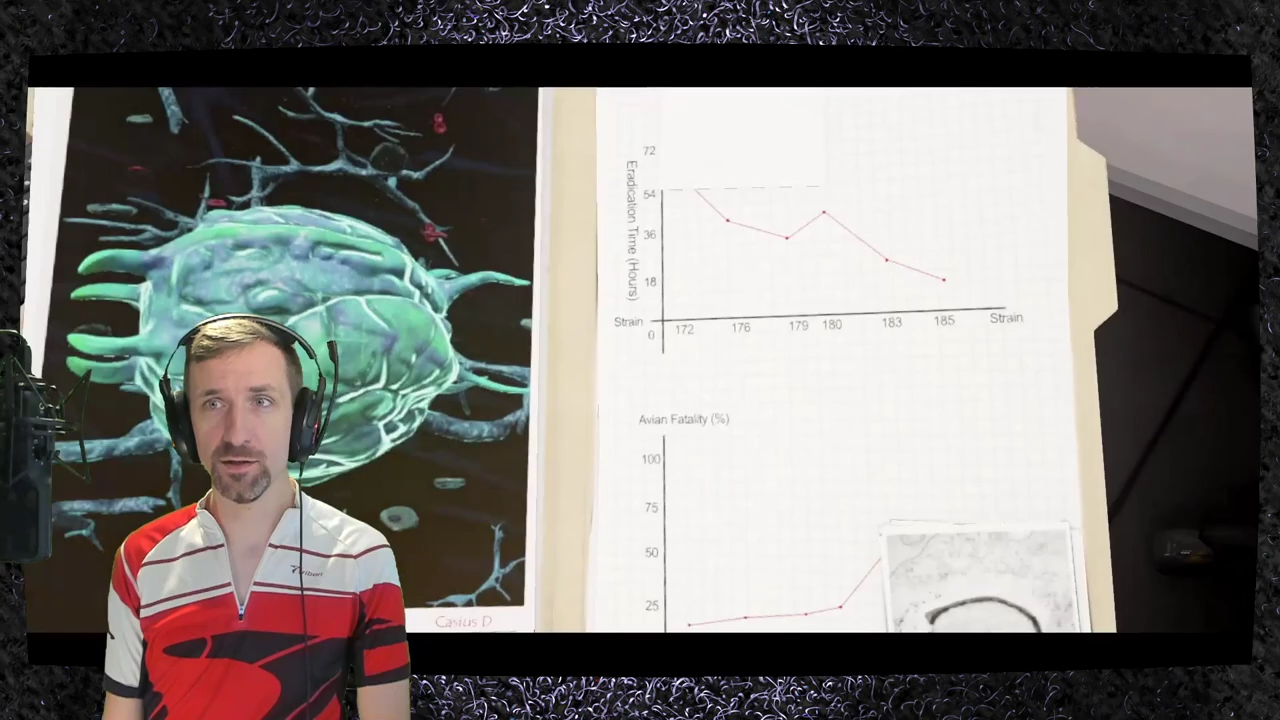 72
54
36
18
0
Eradication Time (Hours)
Strain
172 176 179 180 183 185
Strain
Avian Fatality (%)
100
75
50
25
Casius D